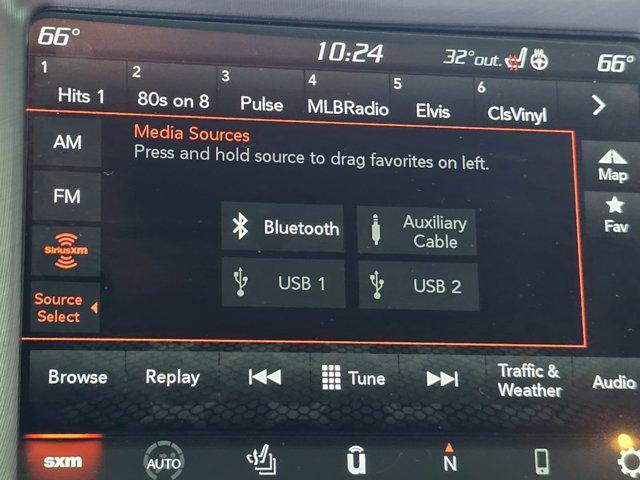 66°
10:24
32°out.
66°
1 Hits 1
2 80s on 8
3 Pulse
4 MLBRadio
5 Elvis
6 ClsVinyl
Media Sources
Press and hold source to drag favorites on left.
AM
FM
SiriusXM
Source
Select
Bluetooth
Auxiliary
Cable
USB 1
USB 2
Map
Fav
Browse
Replay
Tune
Traffic &
Weather
Audio
sxm
AUTO
u
N